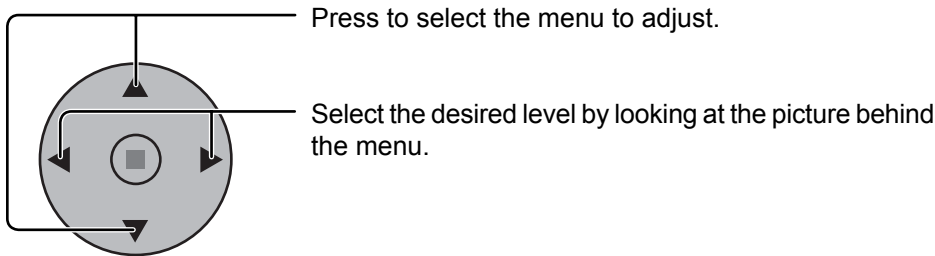 Press to select the menu to adjust.
Select the desired level by looking at the picture behind
the menu.